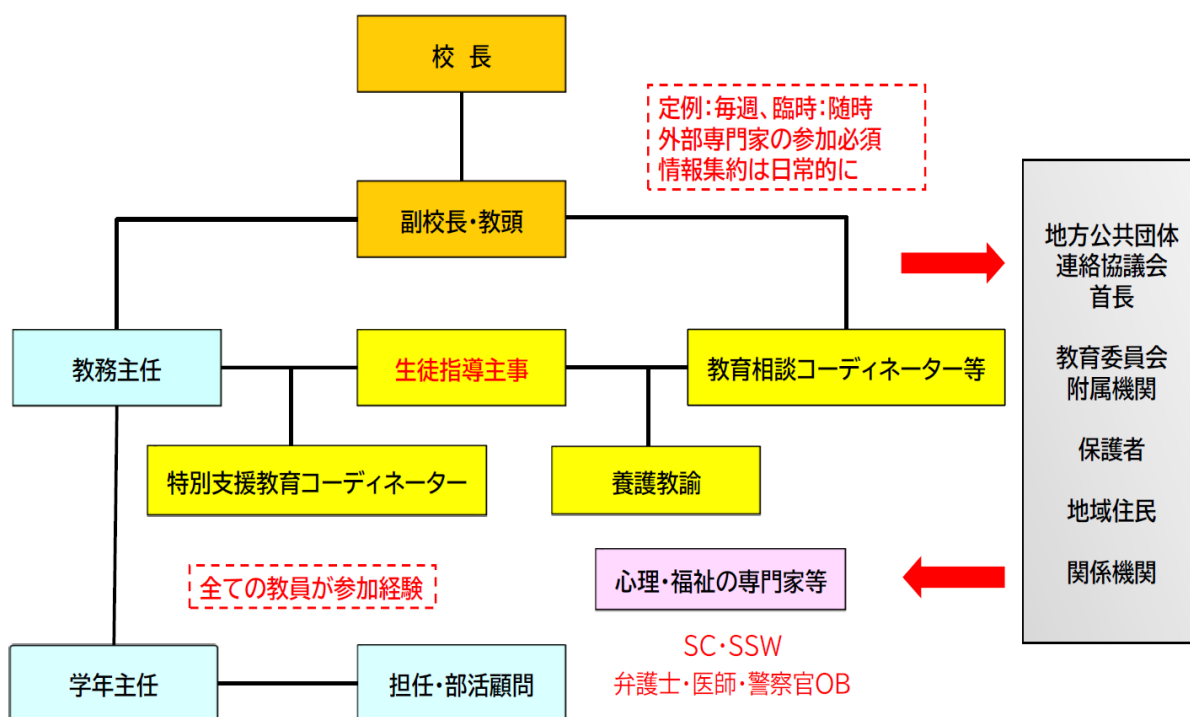 校 長
定例：毎週、臨時：随時
外部専門家の参加必須
情報集約は日常的に
副校長・教頭
地方公共団体
連絡協議会
首長
教育委員会
附属機関
保護者
地域住民
関係機関
教務主任
生徒指導主事
教育相談コーディネーター等
特別支援教育コーディネーター
養護教諭
全ての教員が参加経験
心理・福祉の専門家等
SC・SSW
弁護士・医師・警察官OB
学年主任
担任・部活顧問